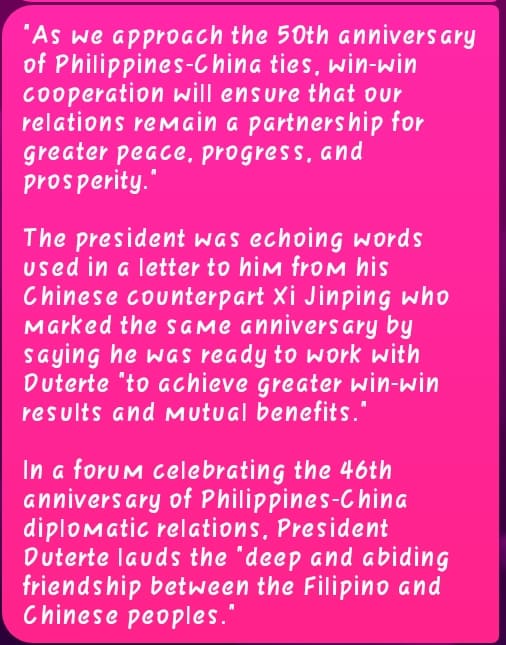 "As we approach the 50th anniversary
of Philippines-China ties, win-win
cooperation will ensure that our
relations remain a partnership for
greater peace, progress, and
prosperity."
The president was echoing words
used in a letter to him from his
Chinese counterpart Xi Jinping who
marked the same anniversary by
saying he was ready to work with
Duterte "to achieve greater win-win
results and mutual benefits."
In a forum celebrating the 46th
anniversary of Philippines-China
diplomatic relations, President
Duterte lauds the "deep and abiding
friendship between the Filipino and
Chinese peoples."